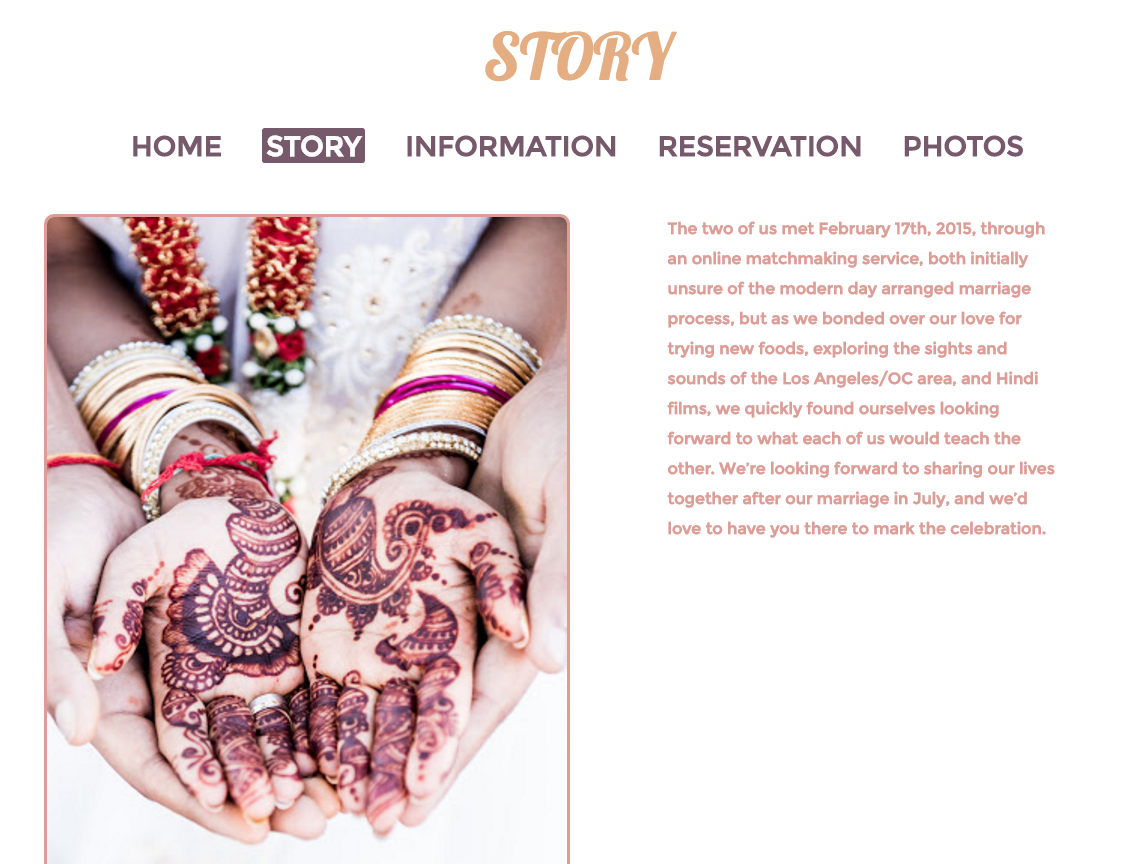 STORY
HOME STORY INFORMATION RESERVATION PHOTOS
The two of us met February 17th, 2015, through
an online matchmaking service, both initially
unsure of the modern day arranged marriage
process, but as we bonded over our love for
trying new foods, exploring the sights and
sounds of the Los Angeles/OC area, and Hindi
films, we quickly found ourselves looking
forward to what each of us would teach the
other. We’re looking forward to sharing our lives
together after our marriage in July, and we’d
love to have you there to mark the celebration.